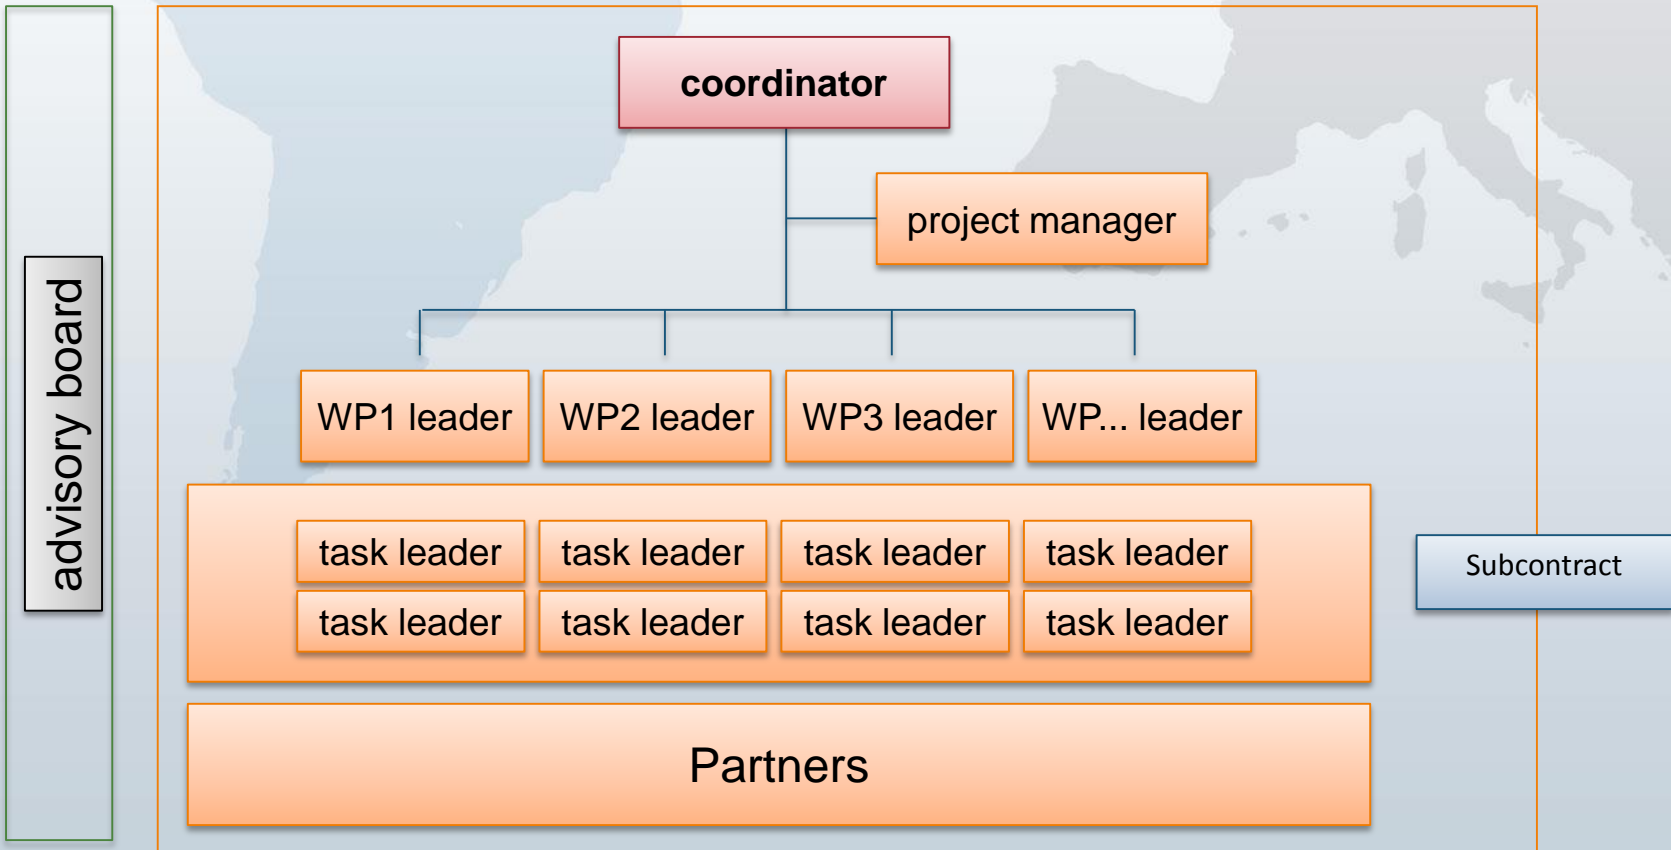 advisory board
coordinator
project manager
WP1 leader
WP2 leader
WP3 leader
WP... leader
task leader
task leader
task leader
task leader
task leader
task leader
task leader
task leader
Subcontract
Partners